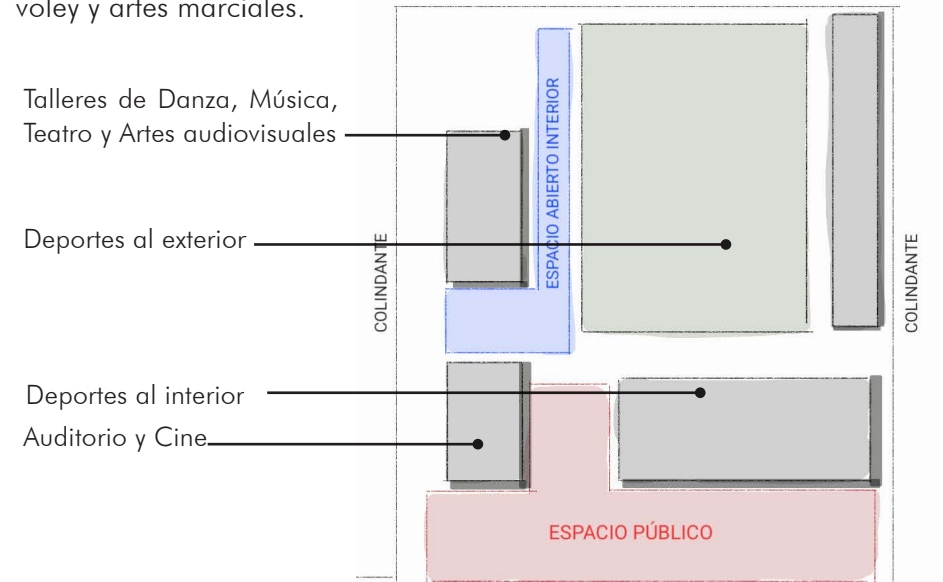 voley y artes marciales.
Talleres de Danza, Música,
Teatro y Artes audiovisuales
ESPACIO ABIERTO INTERIOR
Deportes al exterior
COLINDANTE
COLINDANTE
Deportes al interior
Auditorio y Cine
ESPACIO PÚBLICO